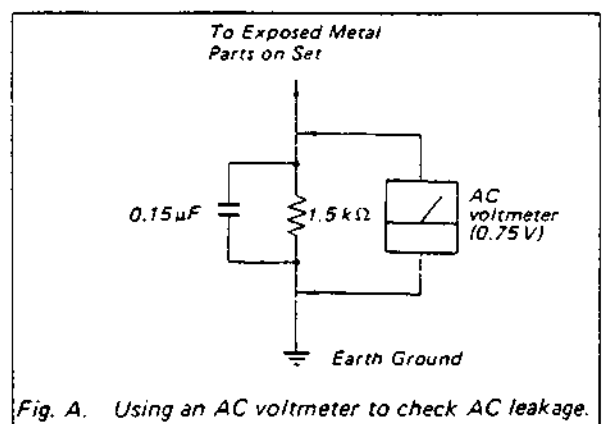 To Exposed Metal
Parts on Set
0.15µF
1.5 kΩ
AC
voltmeter
(0.75 V)
Earth Ground
Fig. A. Using an AC voltmeter to check AC leakage.